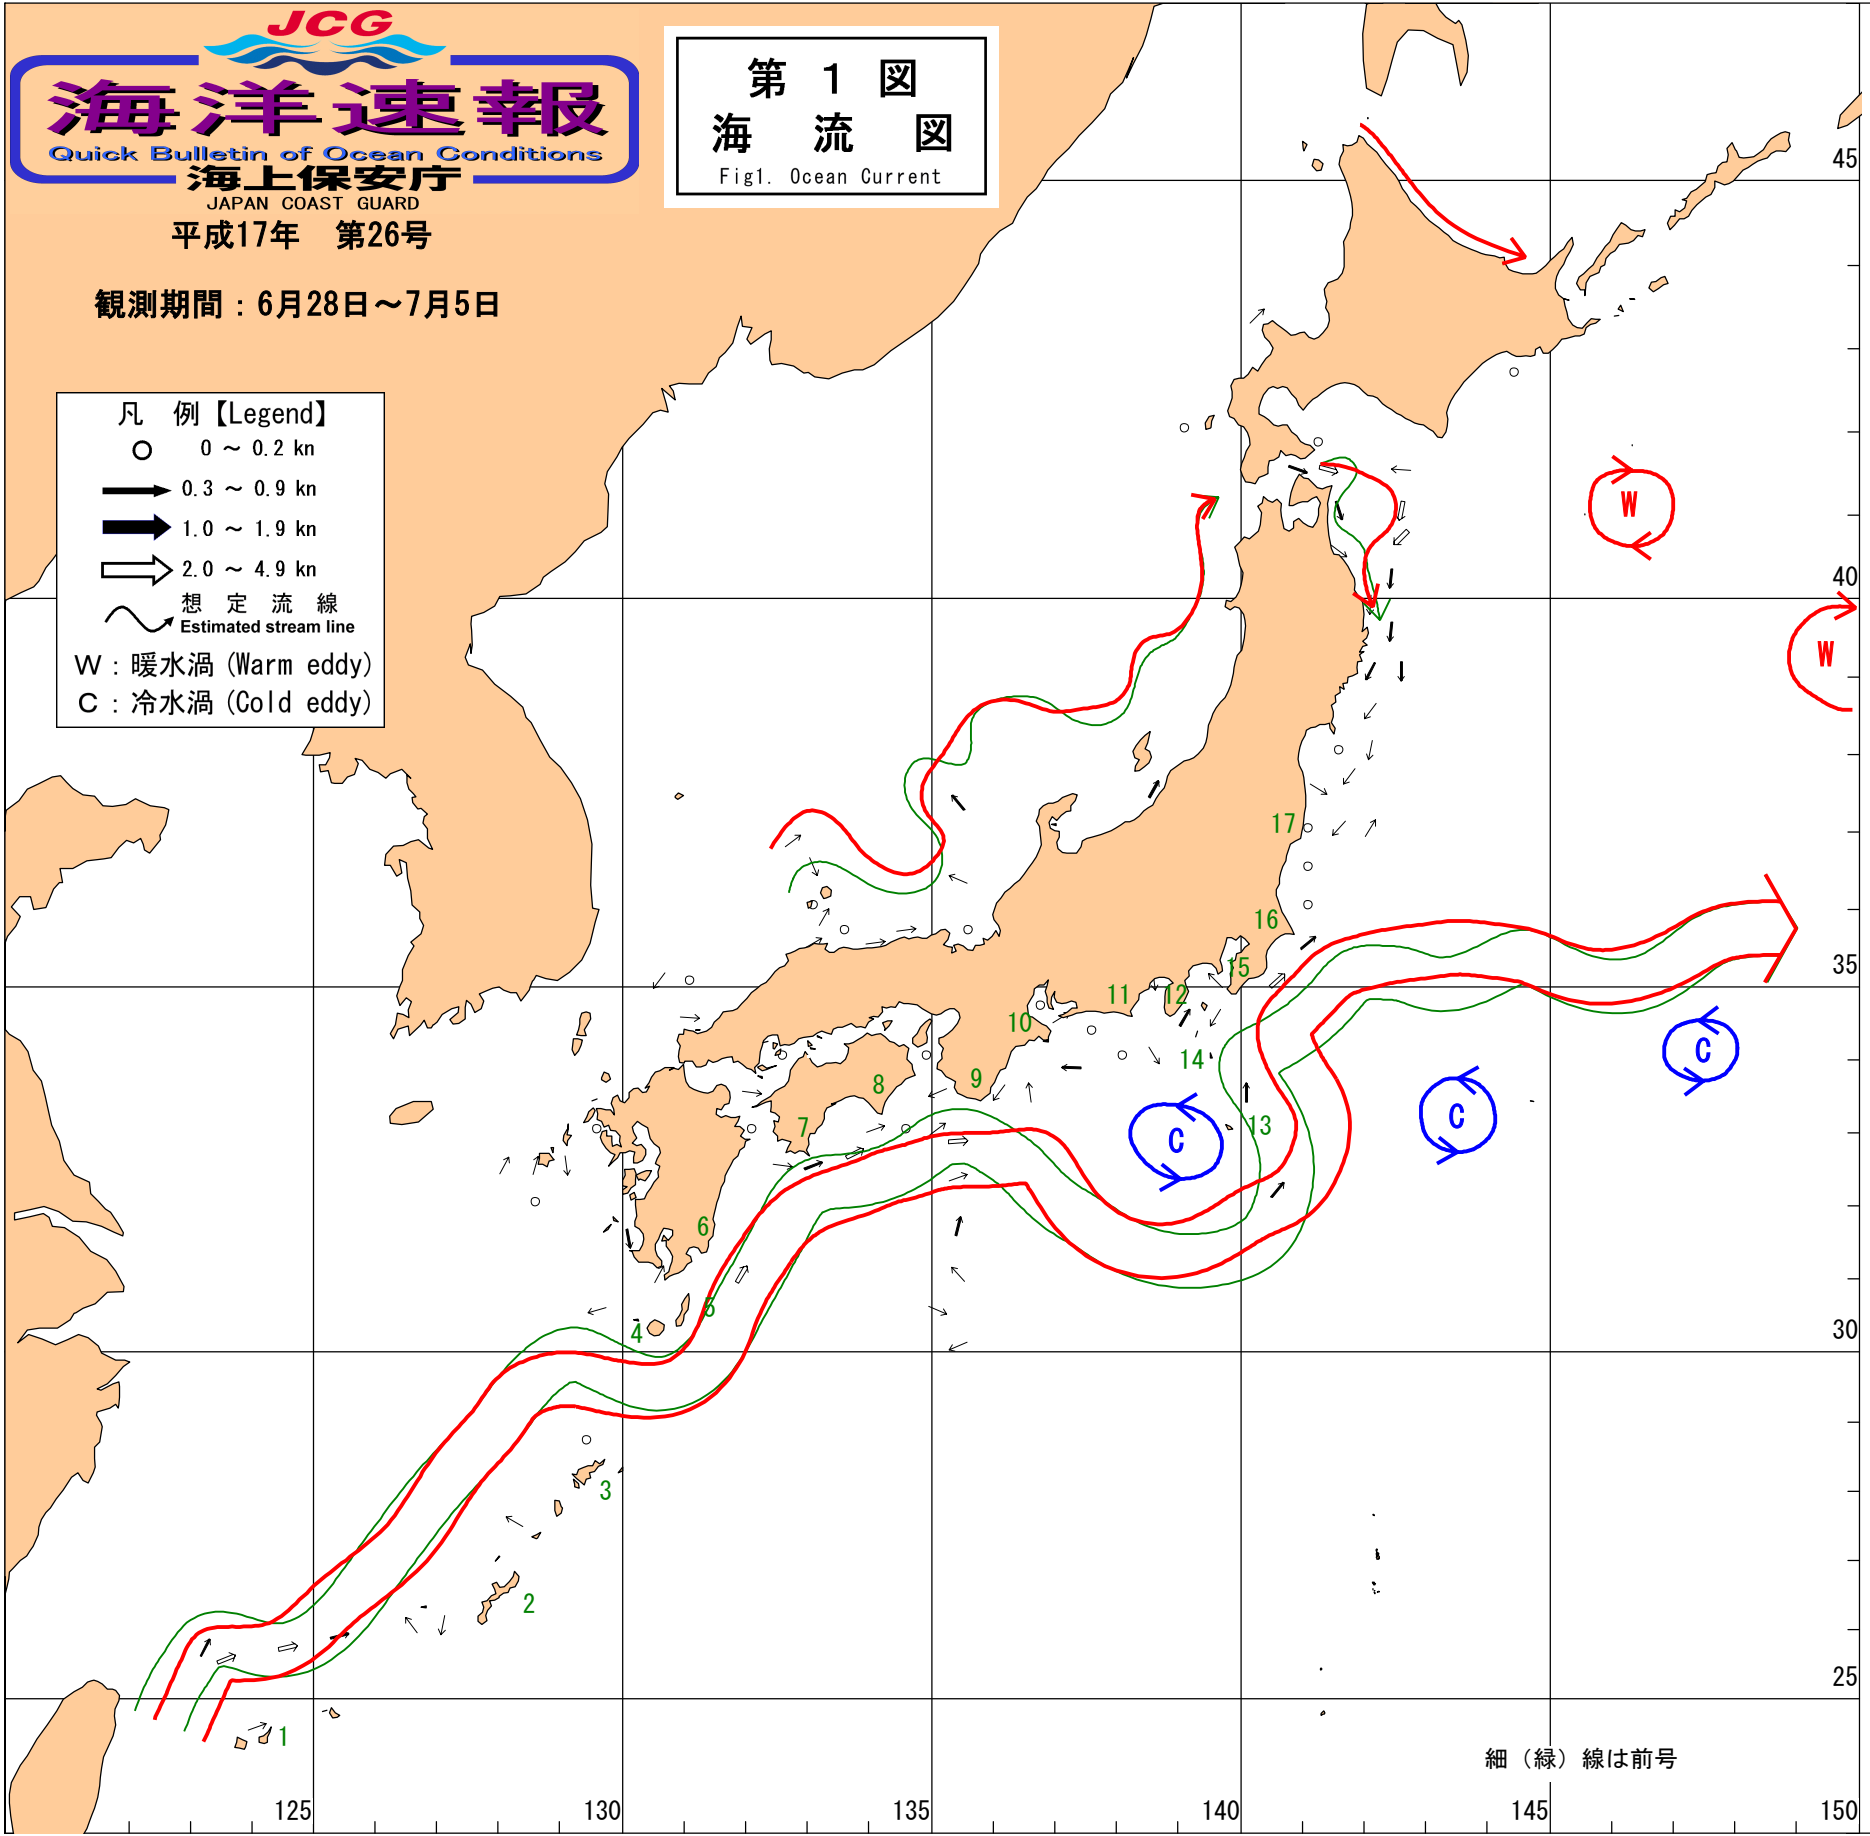 JCG
海洋速報
Quick Bulletin of Ocean Conditions
海上保安庁
JAPAN COAST GUARD
平成17年　第26号
観測期間：6月28日～7月5日
第 1 図
海 流 図
Fig1. Ocean Current
凡 例【Legend】
0 ～ 0.2 kn
0.3 ～ 0.9 kn
1.0 ～ 1.9 kn
2.0 ～ 4.9 kn
想 定 流 線
Estimated stream line
W：暖水渦(Warm eddy)
C：冷水渦(Cold eddy)
45
W
40
W
17
16
35
15
11
12
10
14
C
9
8
C
7
13
C
6
5
4
30
3
2
25
1
細（緑）線は前号
125
130
135
140
145
150